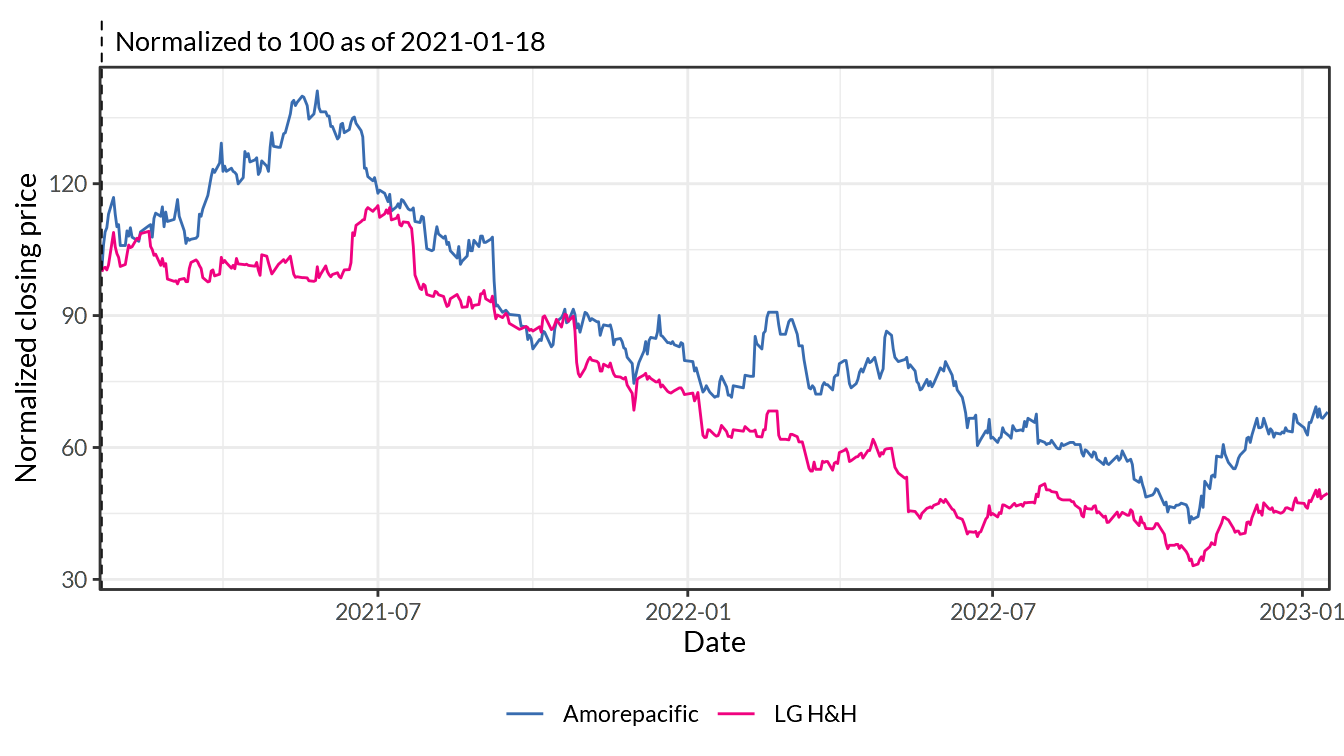 Normalized to 100 as of 2021-01-18
Normalized closing price
120
90
60
30
2021-07
2022-01
2022-07
2023-01
Date
Amorepacific
LG H&H